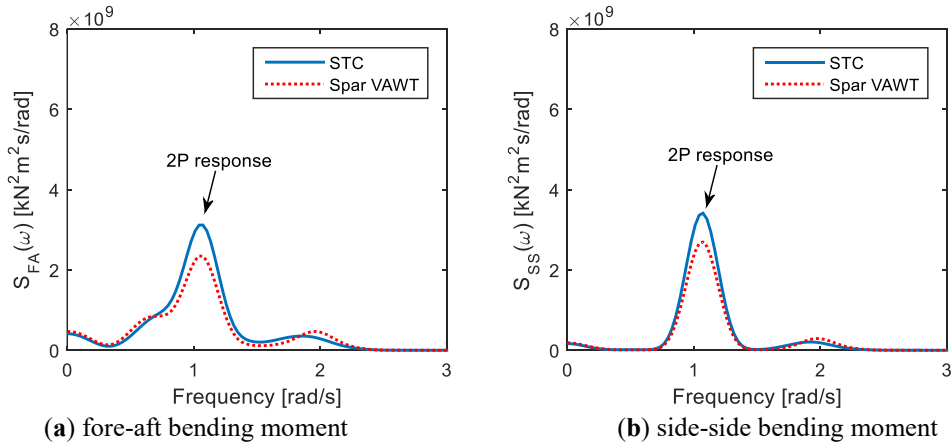 ×10⁹
8
6
4
2
0
S_FA(ω) [kN²m²s/rad]
STC
Spar VAWT
2P response
0 1 2 3
Frequency [rad/s]
(a) fore-aft bending moment
×10⁹
8
6
4
2
0
S_SS(ω) [kN²m²s/rad]
STC
Spar VAWT
2P response
0 1 2 3
Frequency [rad/s]
(b) side-side bending moment